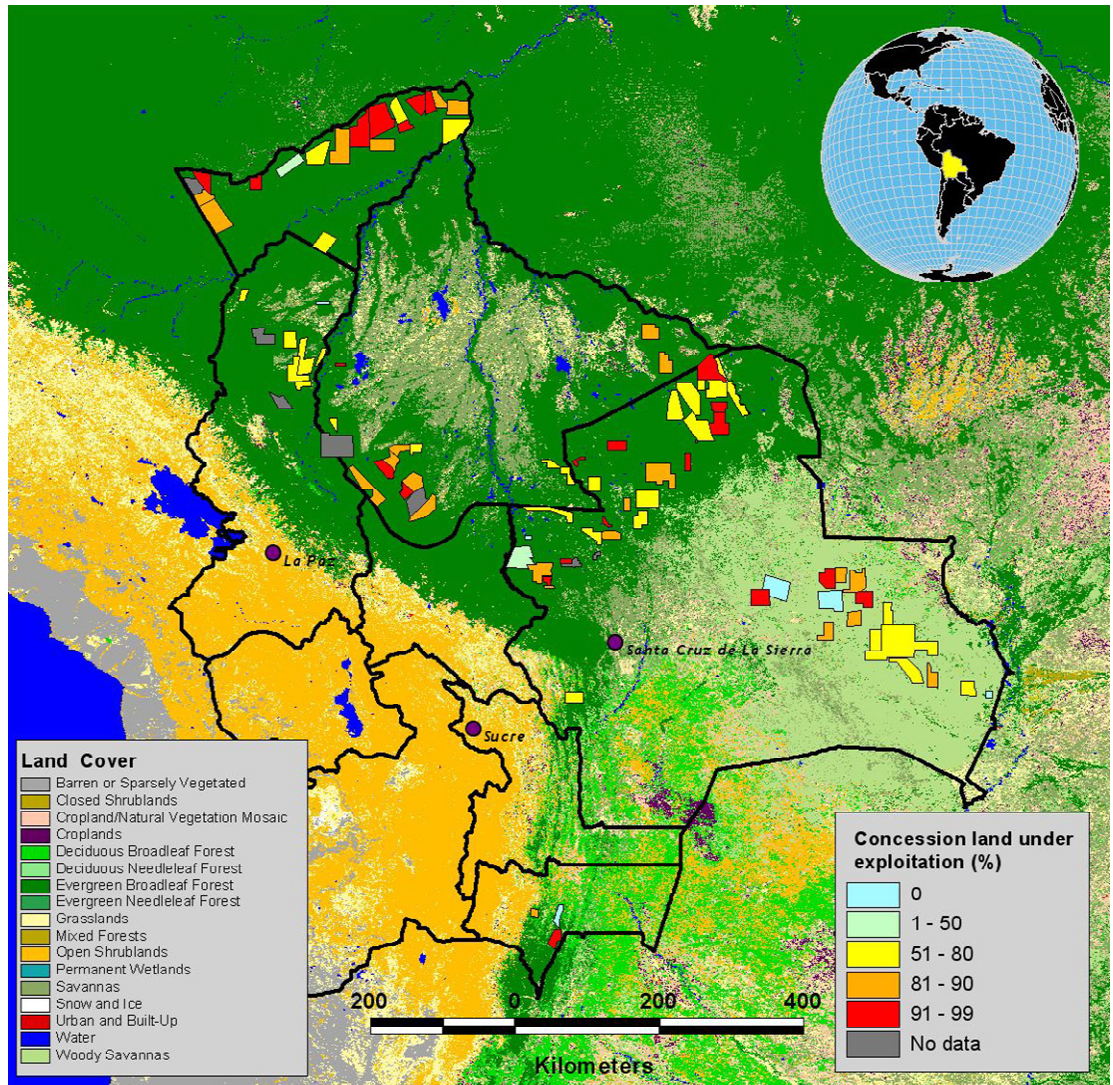 La Paz
Santa Cruz de La Sierra
Sucre
Land Cover
Barren or Sparsely Vegetated
Closed Shrublands
Cropland/Natural Vegetation Mosaic
Croplands
Deciduous Broadleaf Forest
Deciduous Needleleaf Forest
Evergreen Broadleaf Forest
Evergreen Needleleaf Forest
Grasslands
Mixed Forests
Open Shrublands
Permanent Wetlands
Savannas
Snow and Ice
Urban and Built-Up
Water
Woody Savannas
200 0 200 400
Kilometers
Concession land under
exploitation (%)
0
1 - 50
51 - 80
81 - 90
91 - 99
No data